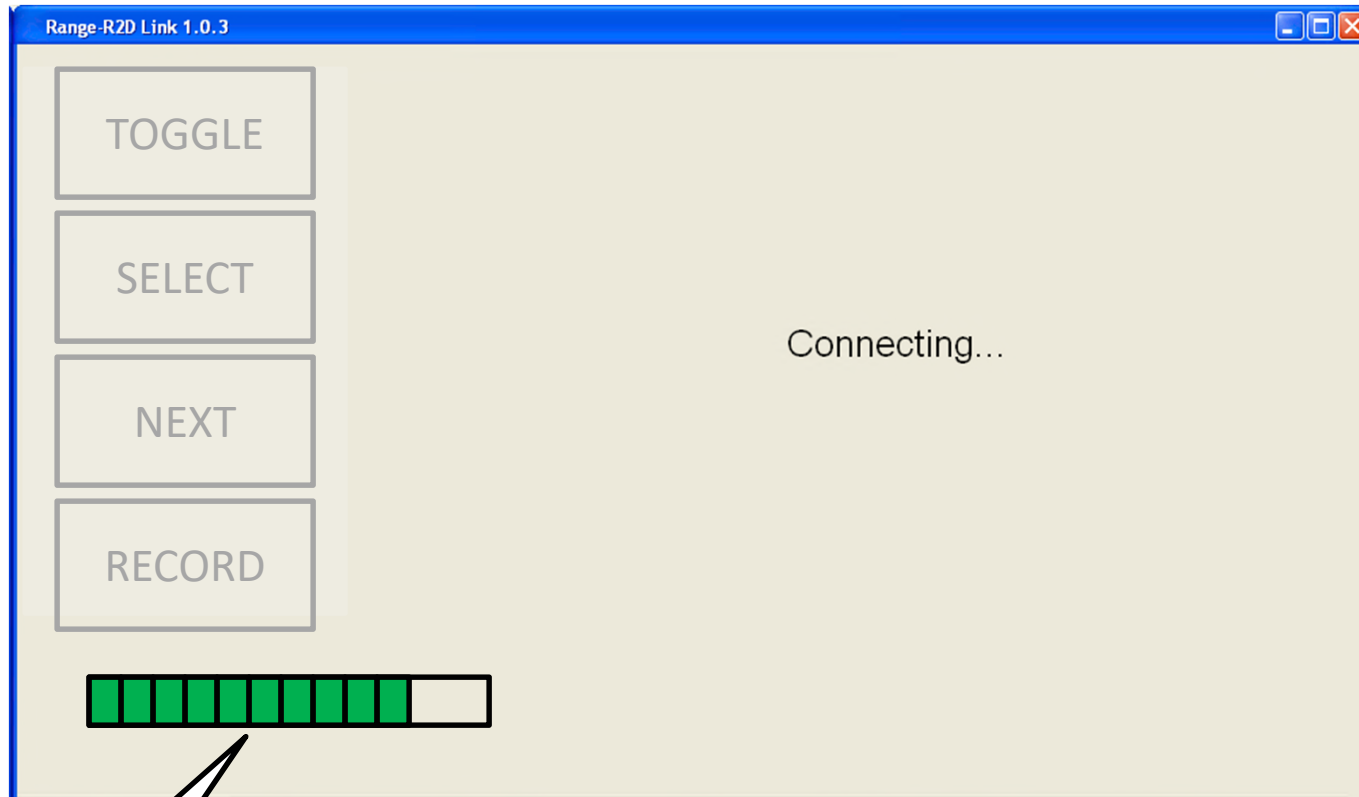 Range-R2D Link 1.0.3
TOGGLE
SELECT
NEXT
RECORD
Connecting...